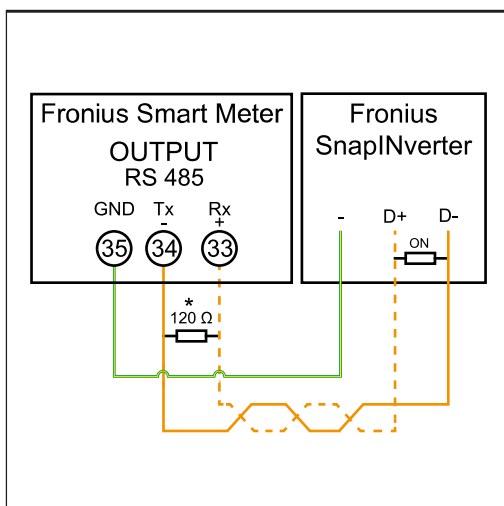 Fronius Smart Meter
OUTPUT
RS 485
GND Tx Rx
- +
35 34 33
Fronius
SnapINverter
- D+ D-
ON
*
120 Ω